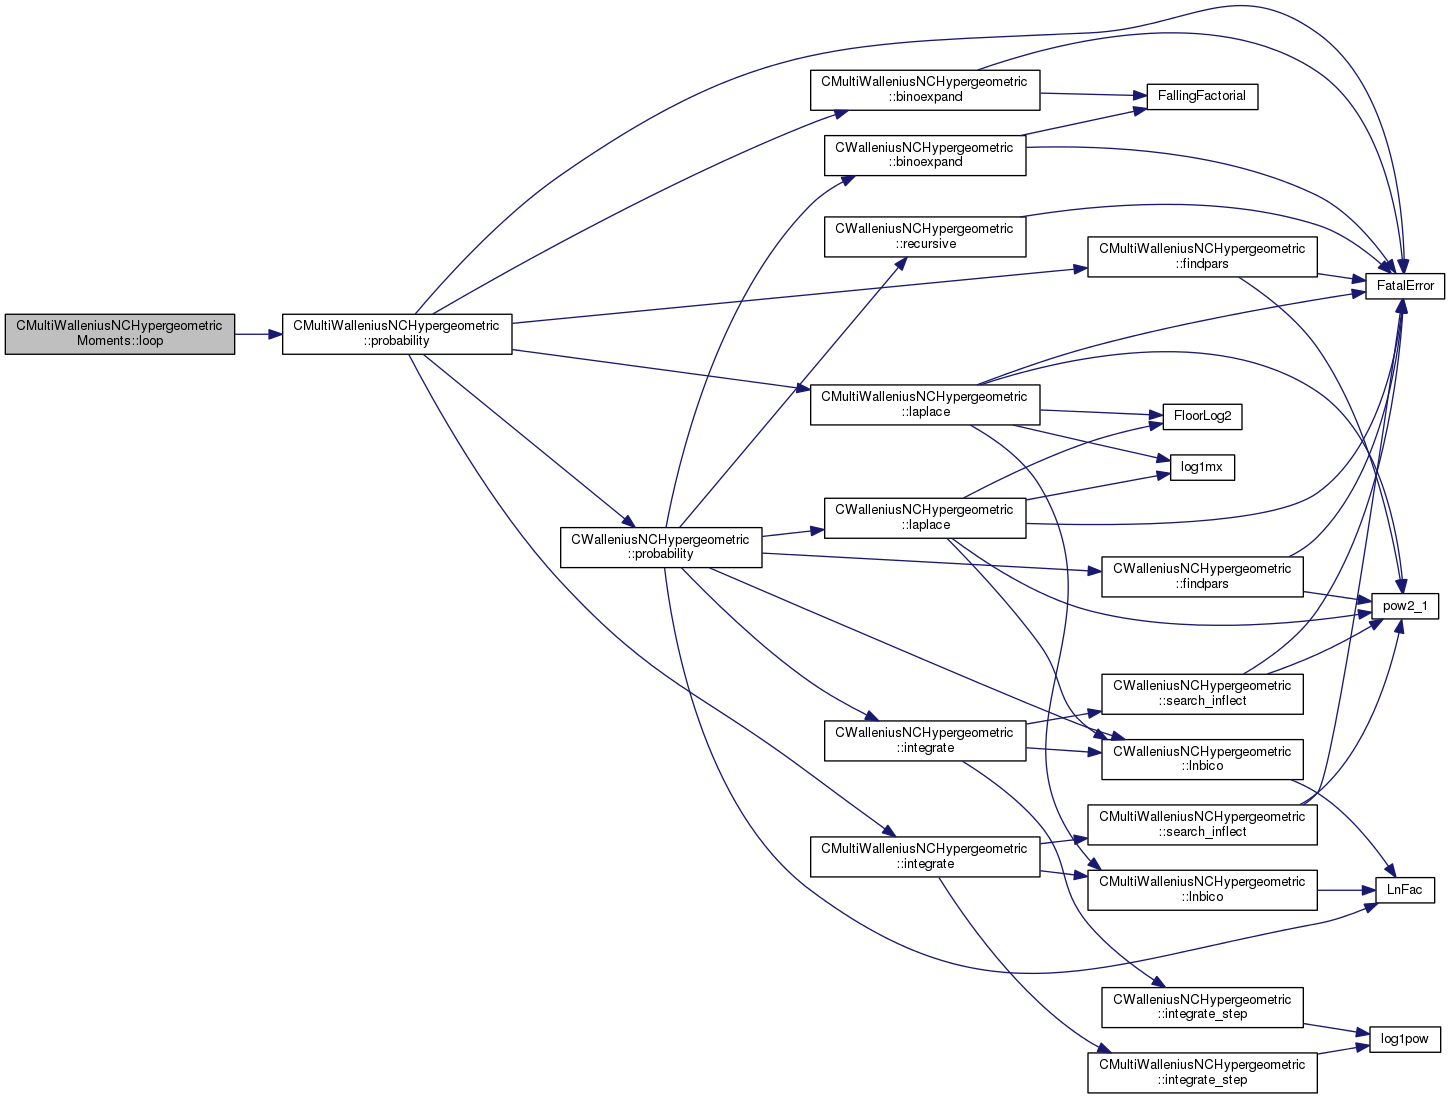 CMultiWalleniusNCHypergeometric
Moments::loop
CMultiWalleniusNCHypergeometric
::probability
CMultiWalleniusNCHypergeometric
::binoexpand
FallingFactorial
CWalleniusNCHypergeometric
::binoexpand
CWalleniusNCHypergeometric
::recursive
CMultiWalleniusNCHypergeometric
::findpars
FatalError
CMultiWalleniusNCHypergeometric
::laplace
FloorLog2
log1mx
CWalleniusNCHypergeometric
::laplace
CWalleniusNCHypergeometric
::probability
CWalleniusNCHypergeometric
::findpars
pow2_1
CWalleniusNCHypergeometric
::search_inflect
CWalleniusNCHypergeometric
::integrate
CWalleniusNCHypergeometric
::lnbico
CMultiWalleniusNCHypergeometric
::search_inflect
CMultiWalleniusNCHypergeometric
::integrate
CMultiWalleniusNCHypergeometric
::lnbico
LnFac
CWalleniusNCHypergeometric
::integrate_step
log1pow
CMultiWalleniusNCHypergeometric
::integrate_step